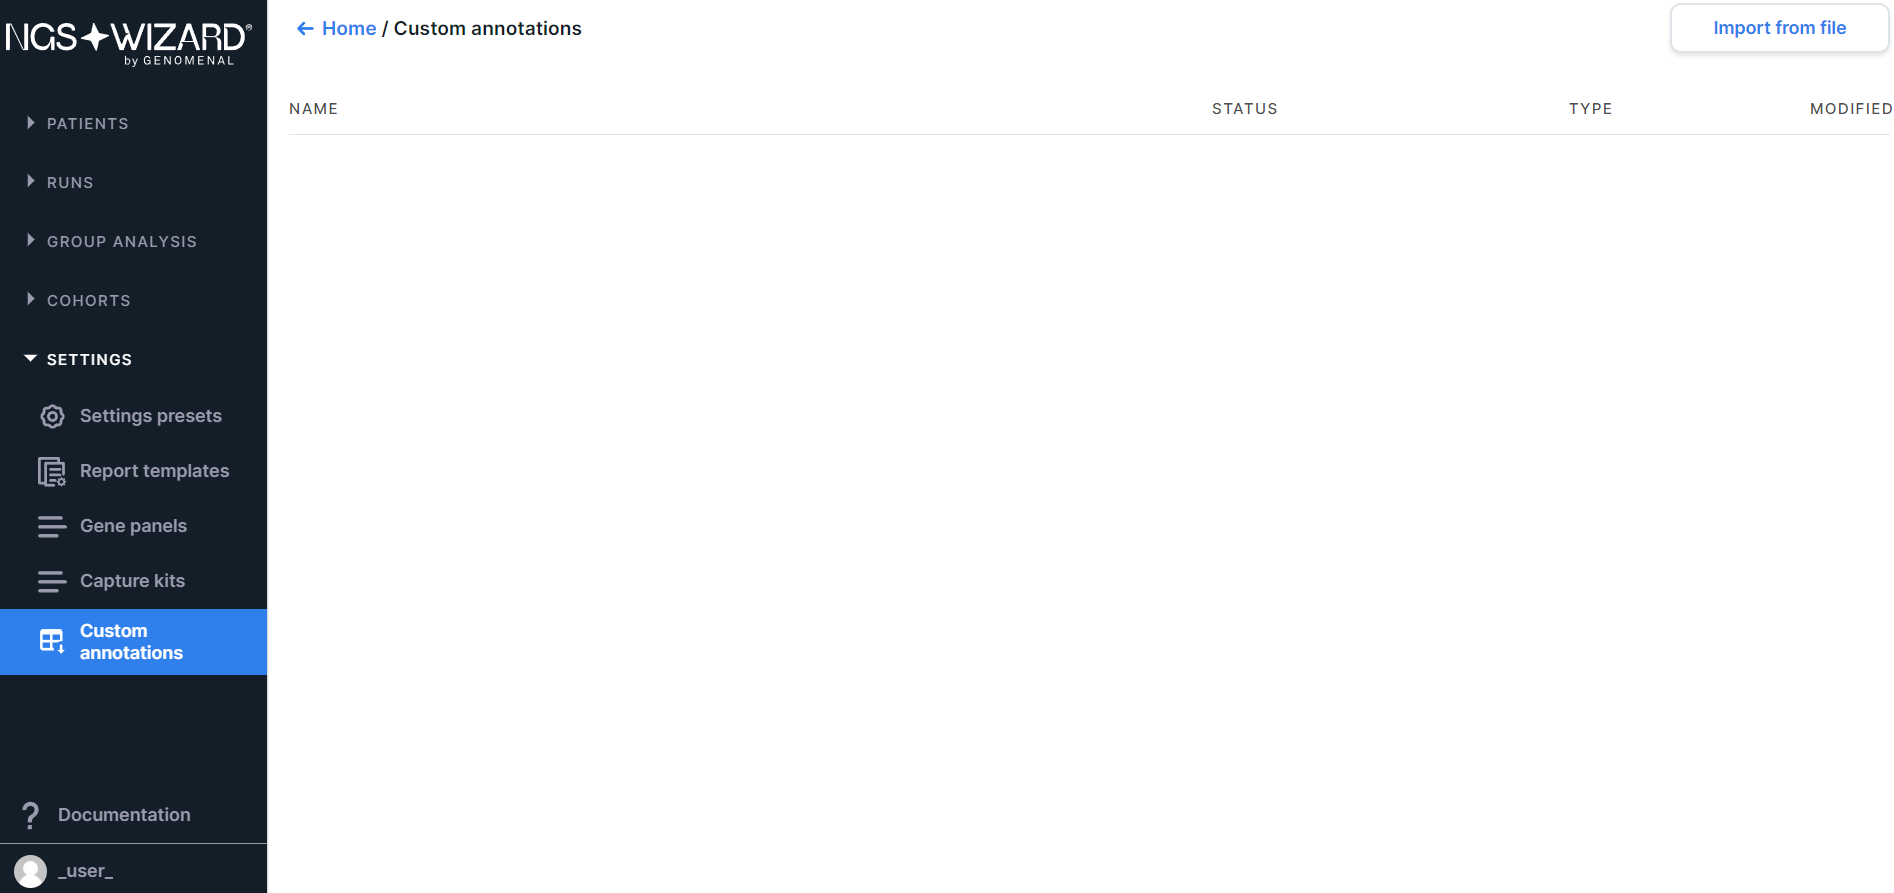 NGS WIZARD®
by GENOMENAL
PATIENTS
RUNS
GROUP ANALYSIS
COHORTS
SETTINGS
Settings presets
Report templates
Gene panels
Capture kits
Custom
annotations
? Documentation
_user_
← Home / Custom annotations
Import from file
NAME STATUS TYPE MODIFIED